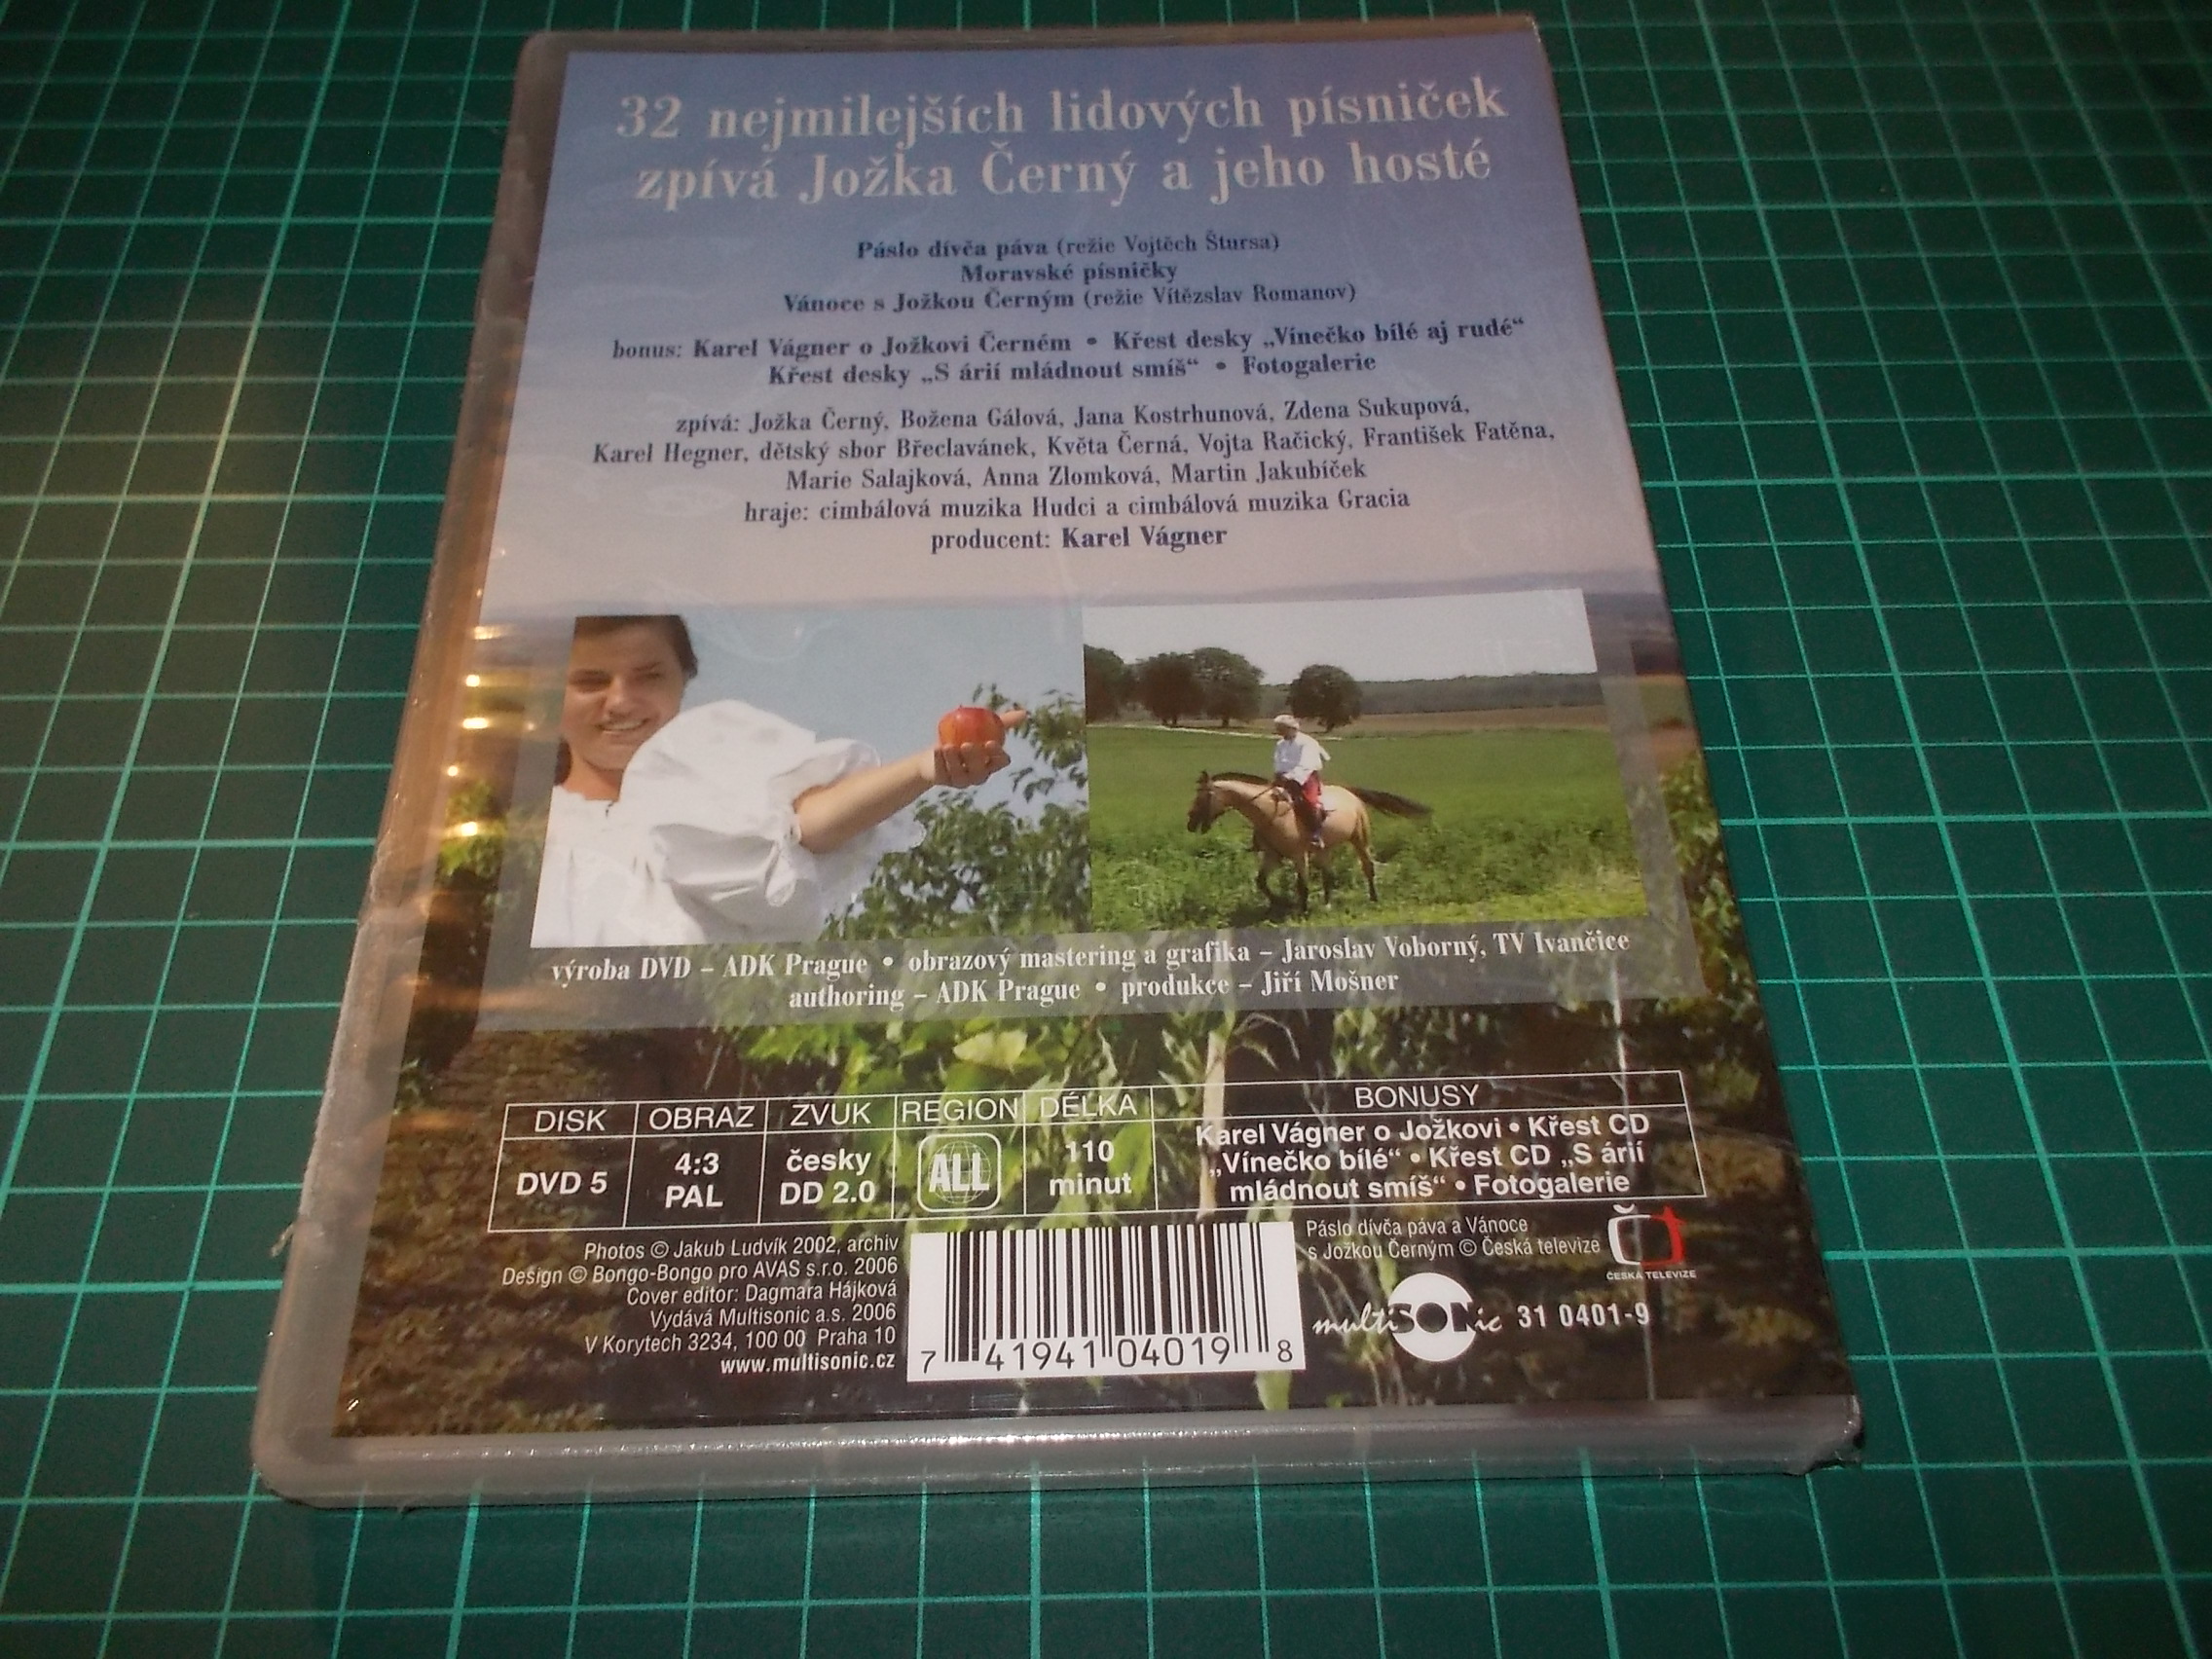 32 nejmilejších lidových písniček
zpívá Jožka Černý a jeho hosté
Páslo dívča páva (režie Vojtěch Štursa)
Moravské písničky
Vánoce s Jožkou Černým (režie Vítězslav Romanov)
bonus: Karel Vágner o Jožkovi Černém • Křest desky „Vínečko bílé aj rudé“
Křest desky „S árií mládnout smíš“ • Fotogalerie
zpívá: Jožka Černý, Božena Gálová, Jana Kostrhunová, Zdena Sukupová,
Karel Hegner, dětský sbor Břeclavánek, Květa Černá, Vojta Račický, František Fatěna,
Marie Salajková, Anna Zlomková, Martin Jakubíček
hraje: cimbálová muzika Hudci a cimbálová muzika Gracia
producent: Karel Vágner
výroba DVD – ADK Prague • obrazový mastering a grafika – Jaroslav Voborný, TV Ivančice
authoring – ADK Prague • produkce – Jiří Mošner
DISK OBRAZ ZVUK REGION DÉLKA BONUSY
DVD 5
4:3
PAL
česky
DD 2.0
ALL
110
minut
Karel Vágner o Jožkovi • Křest CD
„Vínečko bílé“ • Křest CD „S árií
mládnout smíš“ • Fotogalerie
Photos © Jakub Ludvík 2002, archiv
Design © Bongo-Bongo pro AVAS s.r.o. 2006
Cover editor: Dagmara Hájková
Vydává Multisonic a.s. 2006
V Korytech 3234, 100 00 Praha 10
www.multisonic.cz
7 41941 04019 8
Páslo dívča páva a Vánoce
s Jožkou Černým © Česká televize
ČESKÁ TELEVIZE
multiSONic 31 0401-9